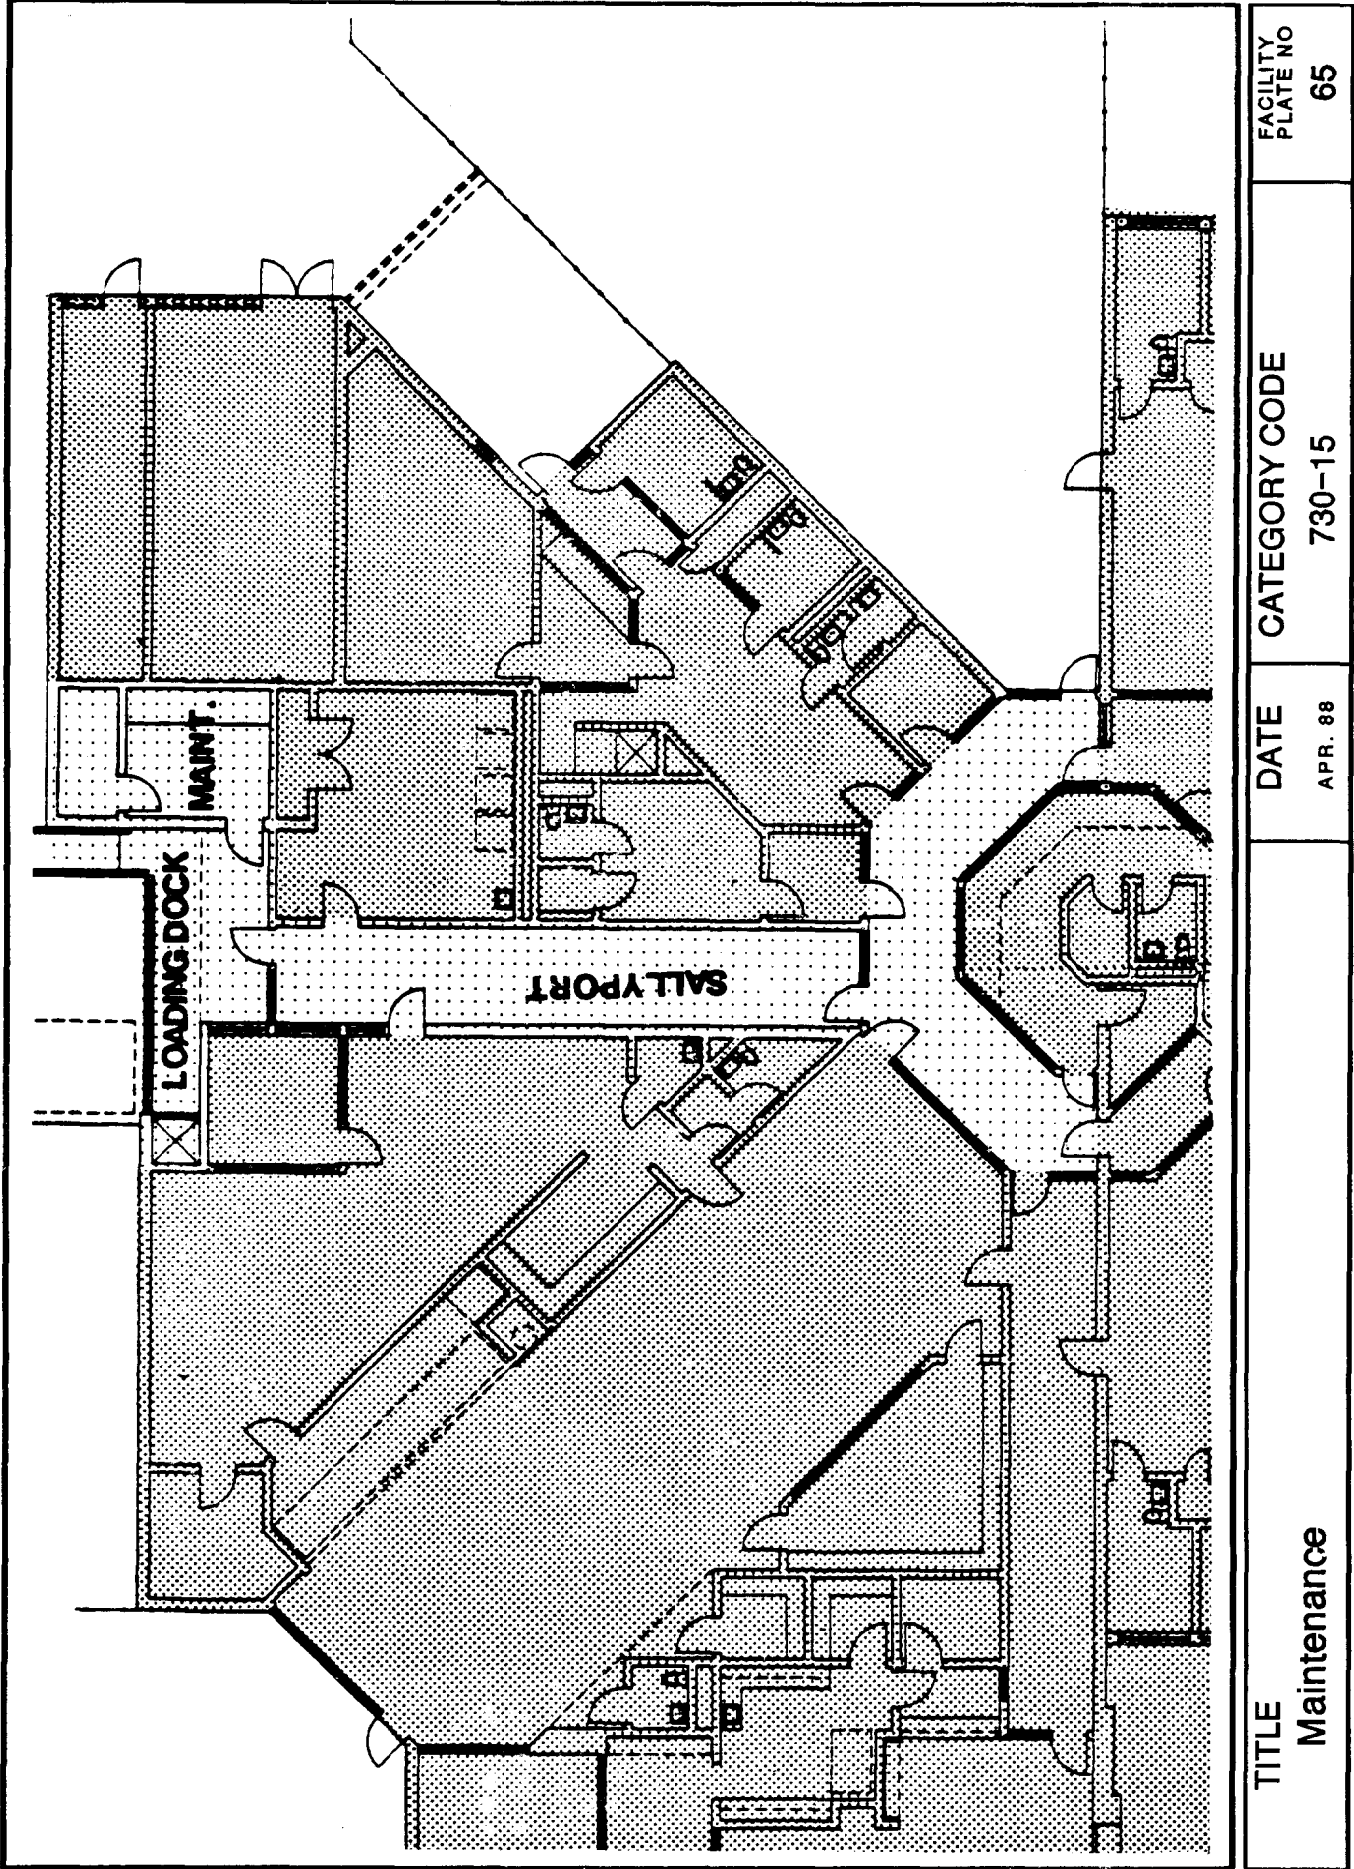 MAINT.
LOADING DOCK
SALLYPORT
TITLE
Maintenance
DATE
APR. 88
CATEGORY CODE
730-15
FACILITY
PLATE NO
65